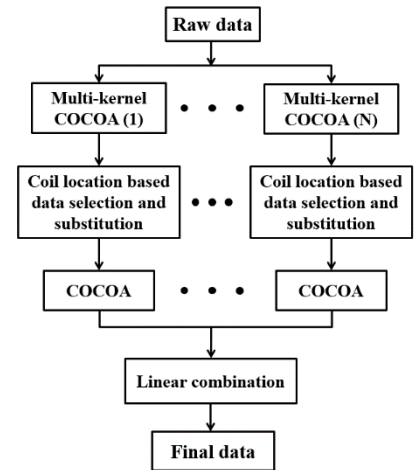 Raw data
Multi-kernel
COCOA (1)
Multi-kernel
COCOA (N)
Coil location based
data selection and
substitution
Coil location based
data selection and
substitution
COCOA
COCOA
Linear combination
Final data